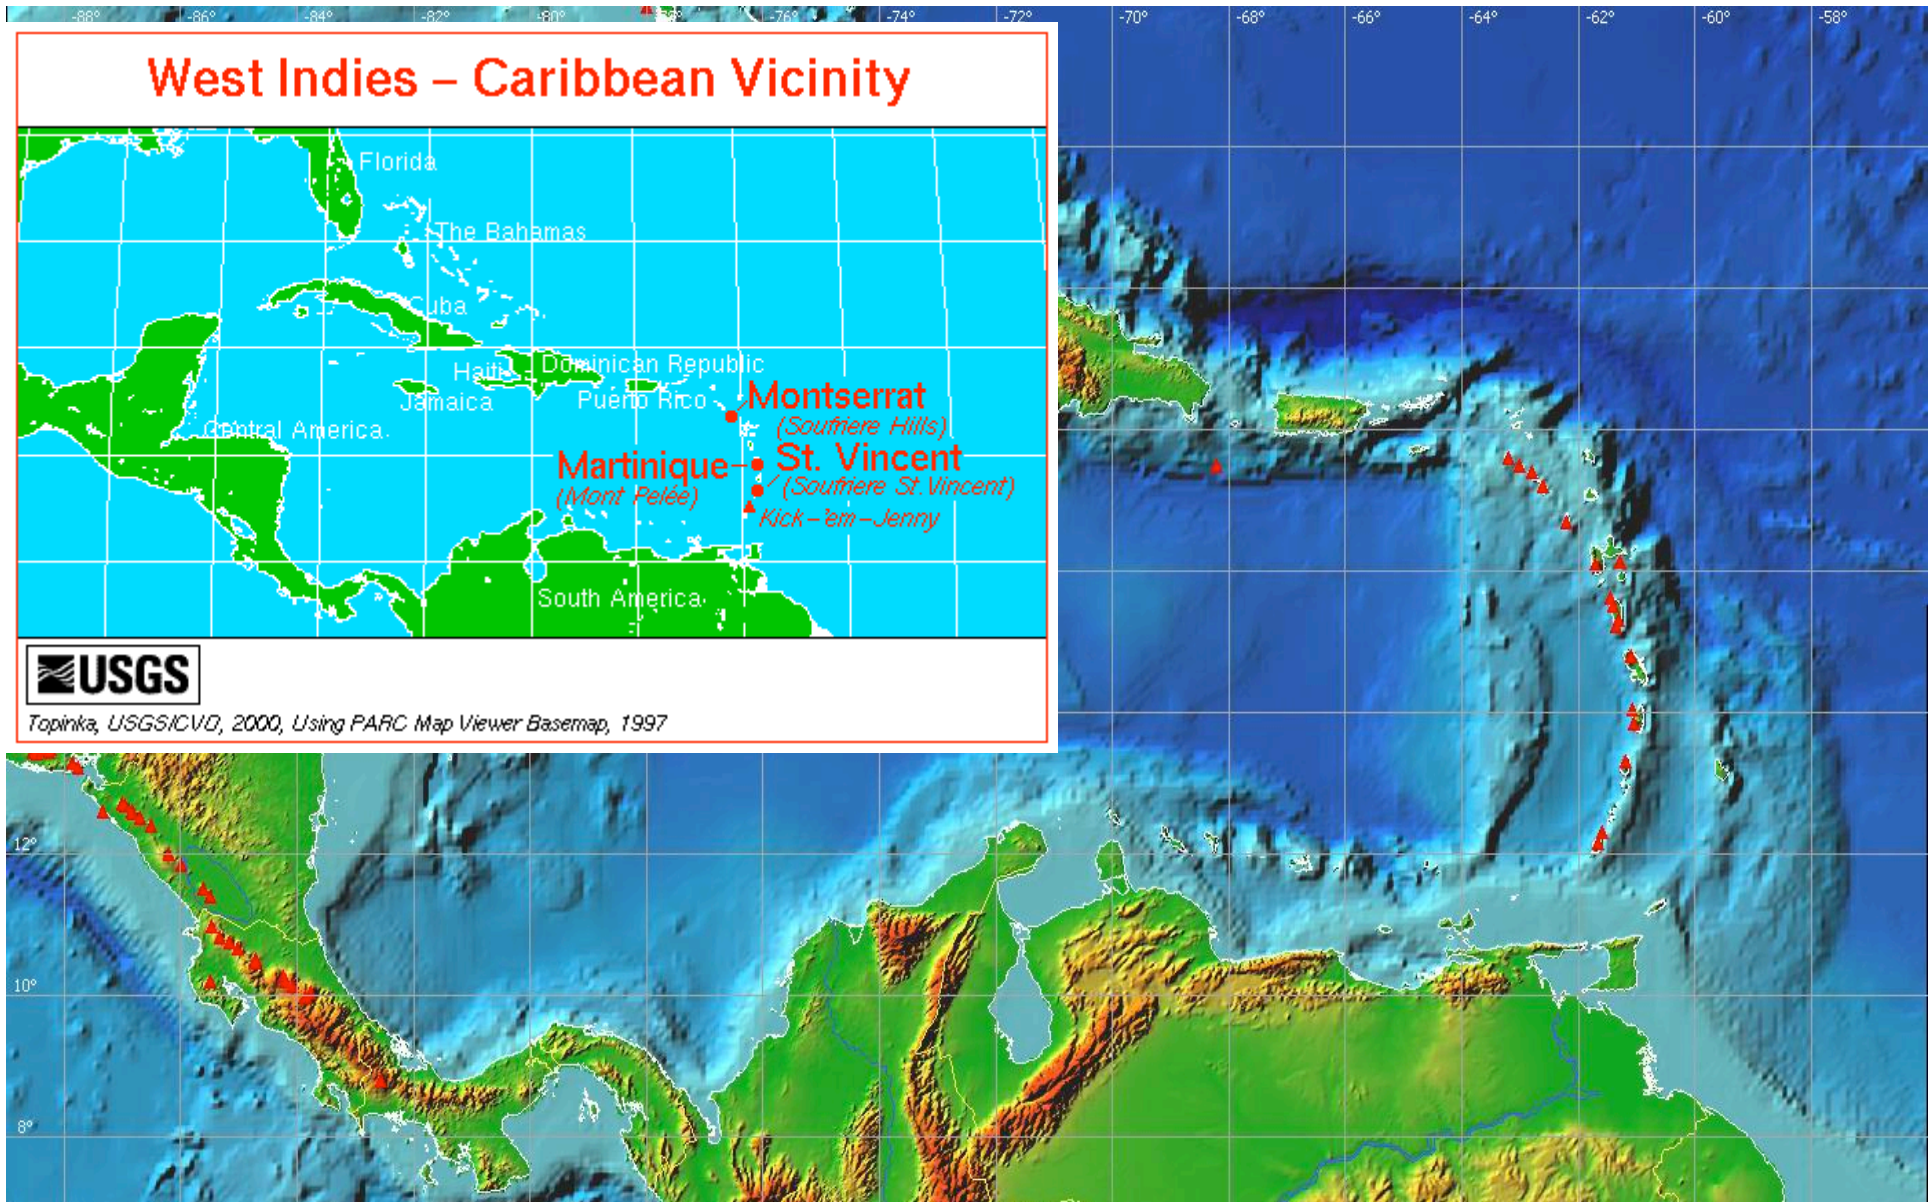 -88°
-86°
-84°
-82°
-80°
-76°
-74°
-72°
-70°
-68°
-66°
-64°
-62°
-60°
-58°
West Indies – Caribbean Vicinity
Florida
The Bahamas
Cuba
Haiti
Dominican Republic
Jamaica
Puerto Rico
Montserrat
(Soufriere Hills)
Central America
Martinique
(Mont Pelée)
St. Vincent
(Soufriere St.Vincent)
Kick-'em-Jenny
South America
USGS
Topinka, USGS/CVO, 2000, Using PARC Map Viewer Basemap, 1997
12°
10°
8°